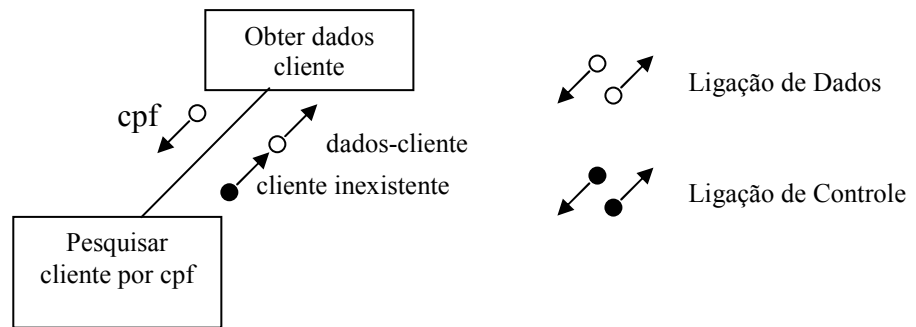 Obter dados
cliente
cpf
dados-cliente
cliente inexistente
Pesquisar
cliente por cpf
Ligação de Dados
Ligação de Controle